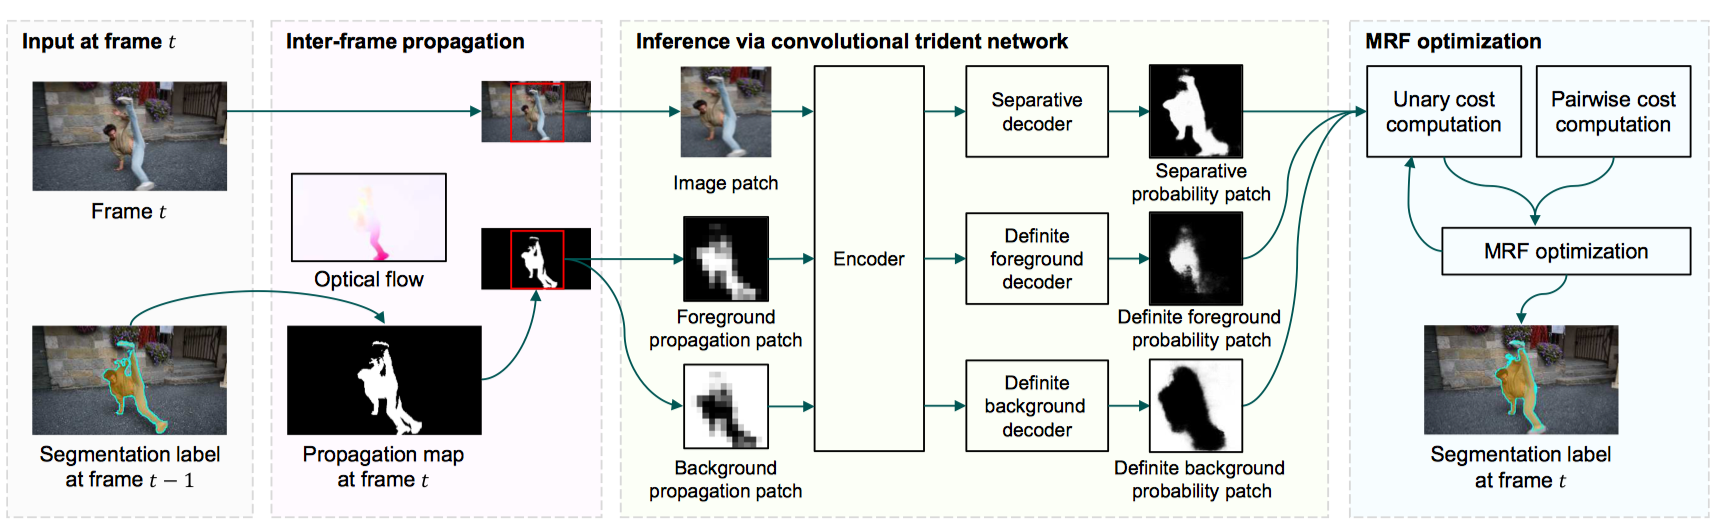 Input at frame t
Frame t
Segmentation label
at frame t − 1
Inter-frame propagation
Optical flow
Propagation map
at frame t
Inference via convolutional trident network
Image patch
Foreground
propagation patch
Background
propagation patch
Encoder
Separative
decoder
Definite
foreground
decoder
Definite
background
decoder
Separative
probability patch
Definite foreground
probability patch
Definite background
probability patch
MRF optimization
Unary cost
computation
Pairwise cost
computation
MRF optimization
Segmentation label
at frame t